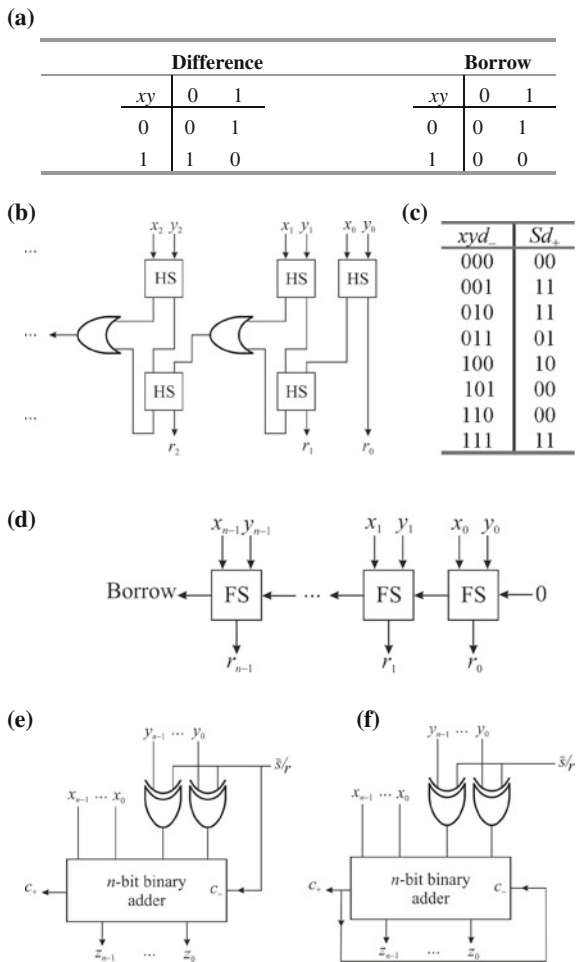 (a)
Difference Borrow
xy 0 1 xy 0 1
0 0 1 0 0 1
1 1 0 1 0 0
(b)
(c)
x₂ y₂ x₁ y₁ x₀ y₀
...
HS HS HS
...
HS HS
...
r₂ r₁ r₀
xyd₋ Sd₊
000 00
001 11
010 11
011 01
100 10
101 00
110 00
111 11
(d)
xₙ₋₁ yₙ₋₁ x₁ y₁ x₀ y₀
Borrow FS ... FS FS 0
rₙ₋₁ r₁ r₀
(e)
yₙ₋₁ ... y₀
s̄/r
xₙ₋₁ ... x₀
c₊ n-bit binary adder c₋
zₙ₋₁ ... z₀
(f)
yₙ₋₁ ... y₀
s̄/r
xₙ₋₁ ... x₀
c₊ n-bit binary adder c₋
zₙ₋₁ ... z₀